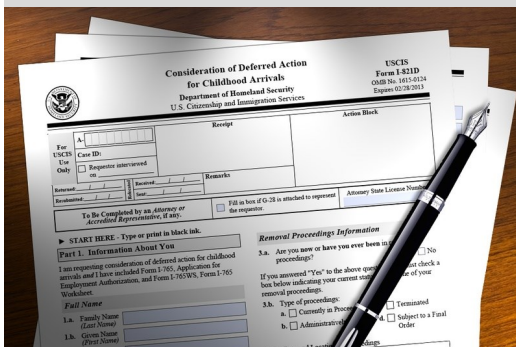 Consideration of Deferred Action
for Childhood Arrivals
Department of Homeland Security
U.S. Citizenship and Immigration Services
USCIS
Form I-821D
OMB No. 1615-0124
Expires 02/28/2013
For
USCIS
Use
Only
A-
Case ID:
Requestor interviewed
on
Receipt
Action Block
Returned: / /
Resubmitted: / /
Received: / /
Sent: / /
Remarks
To Be Completed by an Attorney or
Accredited Representative, if any.
Fill in box if G-28 is attached to represent
the requestor.
Attorney State License Number
START HERE - Type or print in black ink.
Part 1. Information About You
I am requesting consideration of deferred action for childhood
arrivals and I have included Form I-765, Application for
Employment Authorization, and Form I-765WS, Form I-765
Worksheet.
Full Name
1.a. Family Name
(Last Name)
1.b. Given Name
(First Name)
Removal Proceedings Information
3.a. Are you now or have you ever been in
proceedings? No
If you answered "Yes" to the above check a
box below indicating your current of your
removal proceedings.
3.b. Type of proceedings:
a. Currently in Terminated
b. d. Subject to a Final
Order